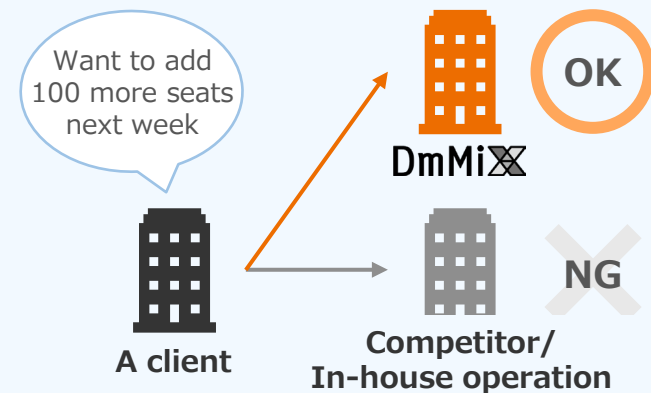 Want to add
100 more seats
next week
OK
DmMiX
NG
A client
Competitor/
In-house operation